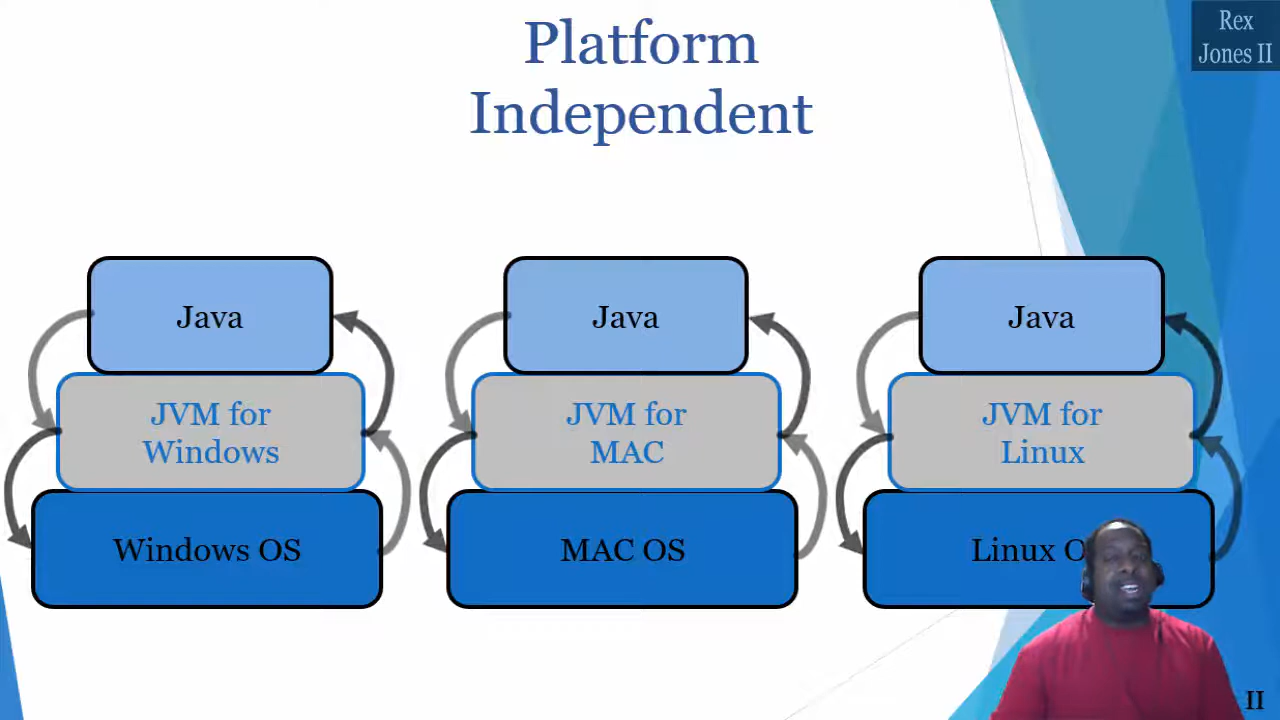 Platform
Independent
Rex
Jones II
Java
JVM for
Windows
Windows OS
Java
JVM for
MAC
MAC OS
Java
JVM for
Linux
Linux O
II